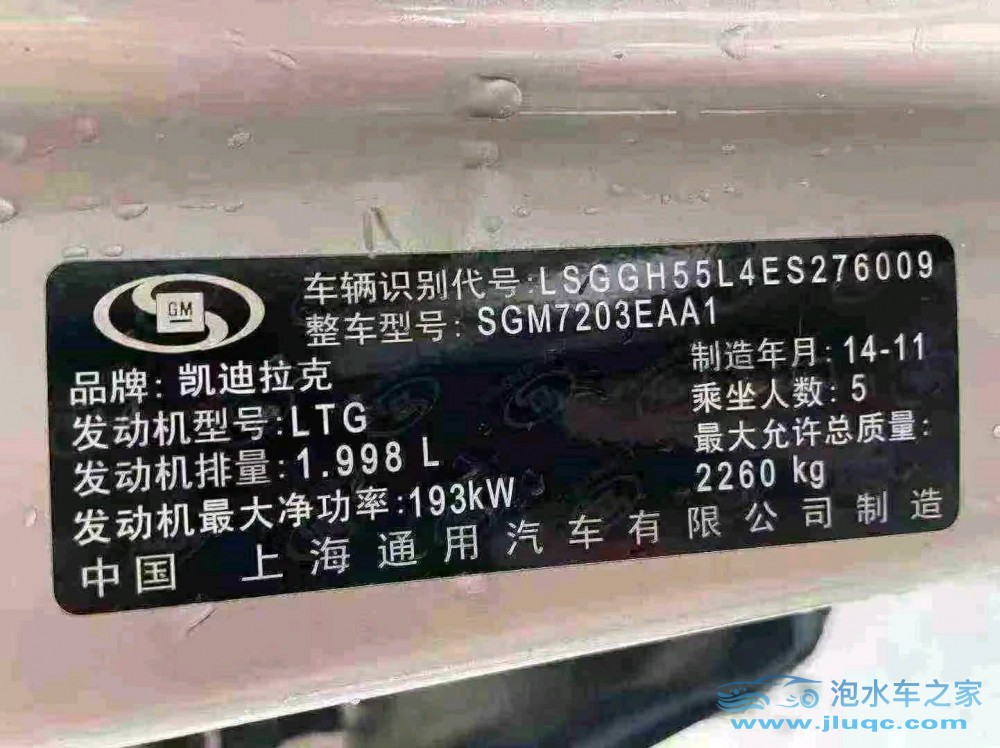 GM
车辆识别代号:LSGGH55L4ES276009
整车型号: SGM7203EAA1
品牌: 凯迪拉克
制造年月: 14-11
发动机型号:LTG
乘坐人数: 5
发动机排量:1.998 L
最大允许总质量:
2260 kg
发动机最大净功率:193kW
中国 上海通用汽车有限公司制造
泡水车之家
www.jluqc.com